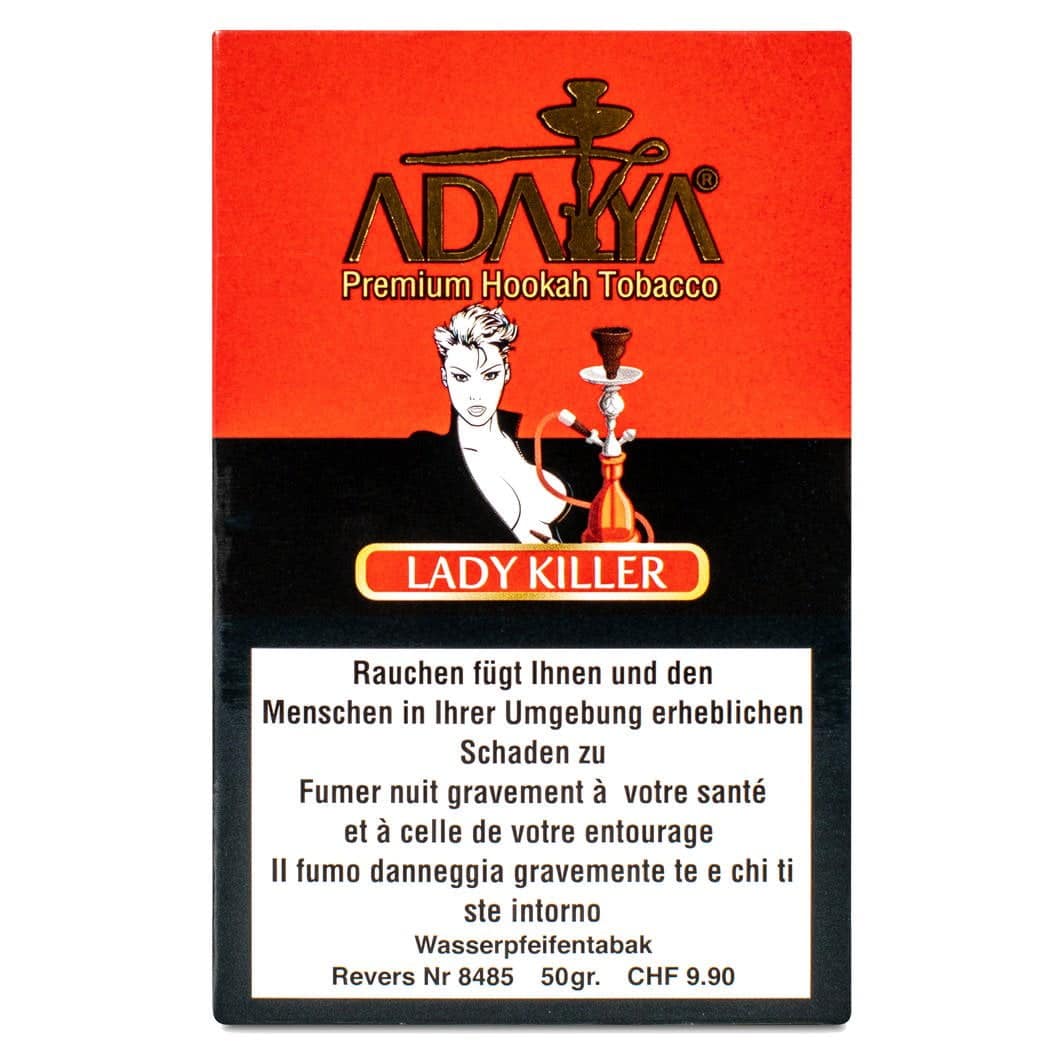 ADALYA®
Premium Hookah Tobacco
LADY KILLER
Rauchen fügt Ihnen und den
Menschen in Ihrer Umgebung erheblichen
Schaden zu
Fumer nuit gravement à votre santé
et à celle de votre entourage
Il fumo danneggia gravemente te e chi ti
ste intorno
Wasserpfeifentabak
Revers Nr 8485 50gr. CHF 9.90